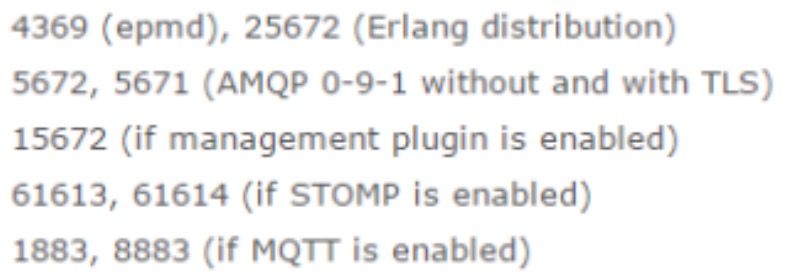 4369 (epmd), 25672 (Erlang distribution)
5672, 5671 (AMQP 0-9-1 without and with TLS)
15672 (if management plugin is enabled)
61613, 61614 (if STOMP is enabled)
1883, 8883 (if MQTT is enabled)